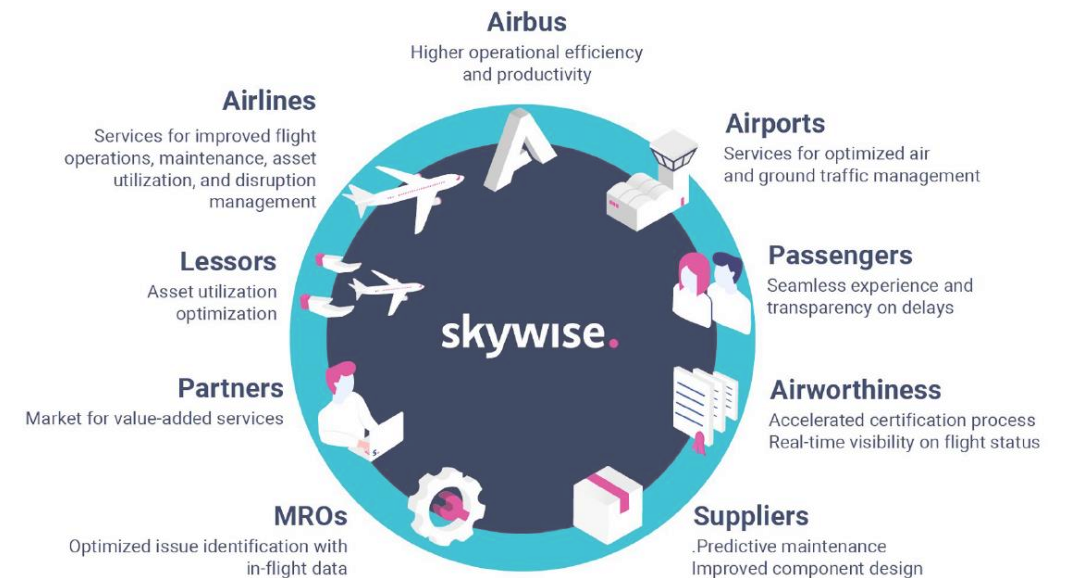 Airbus
Higher operational efficiency
and productivity
Airlines
Services for improved flight
operations, maintenance, asset
utilization, and disruption
management
Airports
Services for optimized air
and ground traffic management
Lessors
Asset utilization
optimization
Passengers
Seamless experience and
transparency on delays
skywise.
Partners
Market for value-added services
Airworthiness
Accelerated certification process
Real-time visibility on flight status
MROs
Optimized issue identification with
in-flight data
Suppliers
.Predictive maintenance
Improved component design